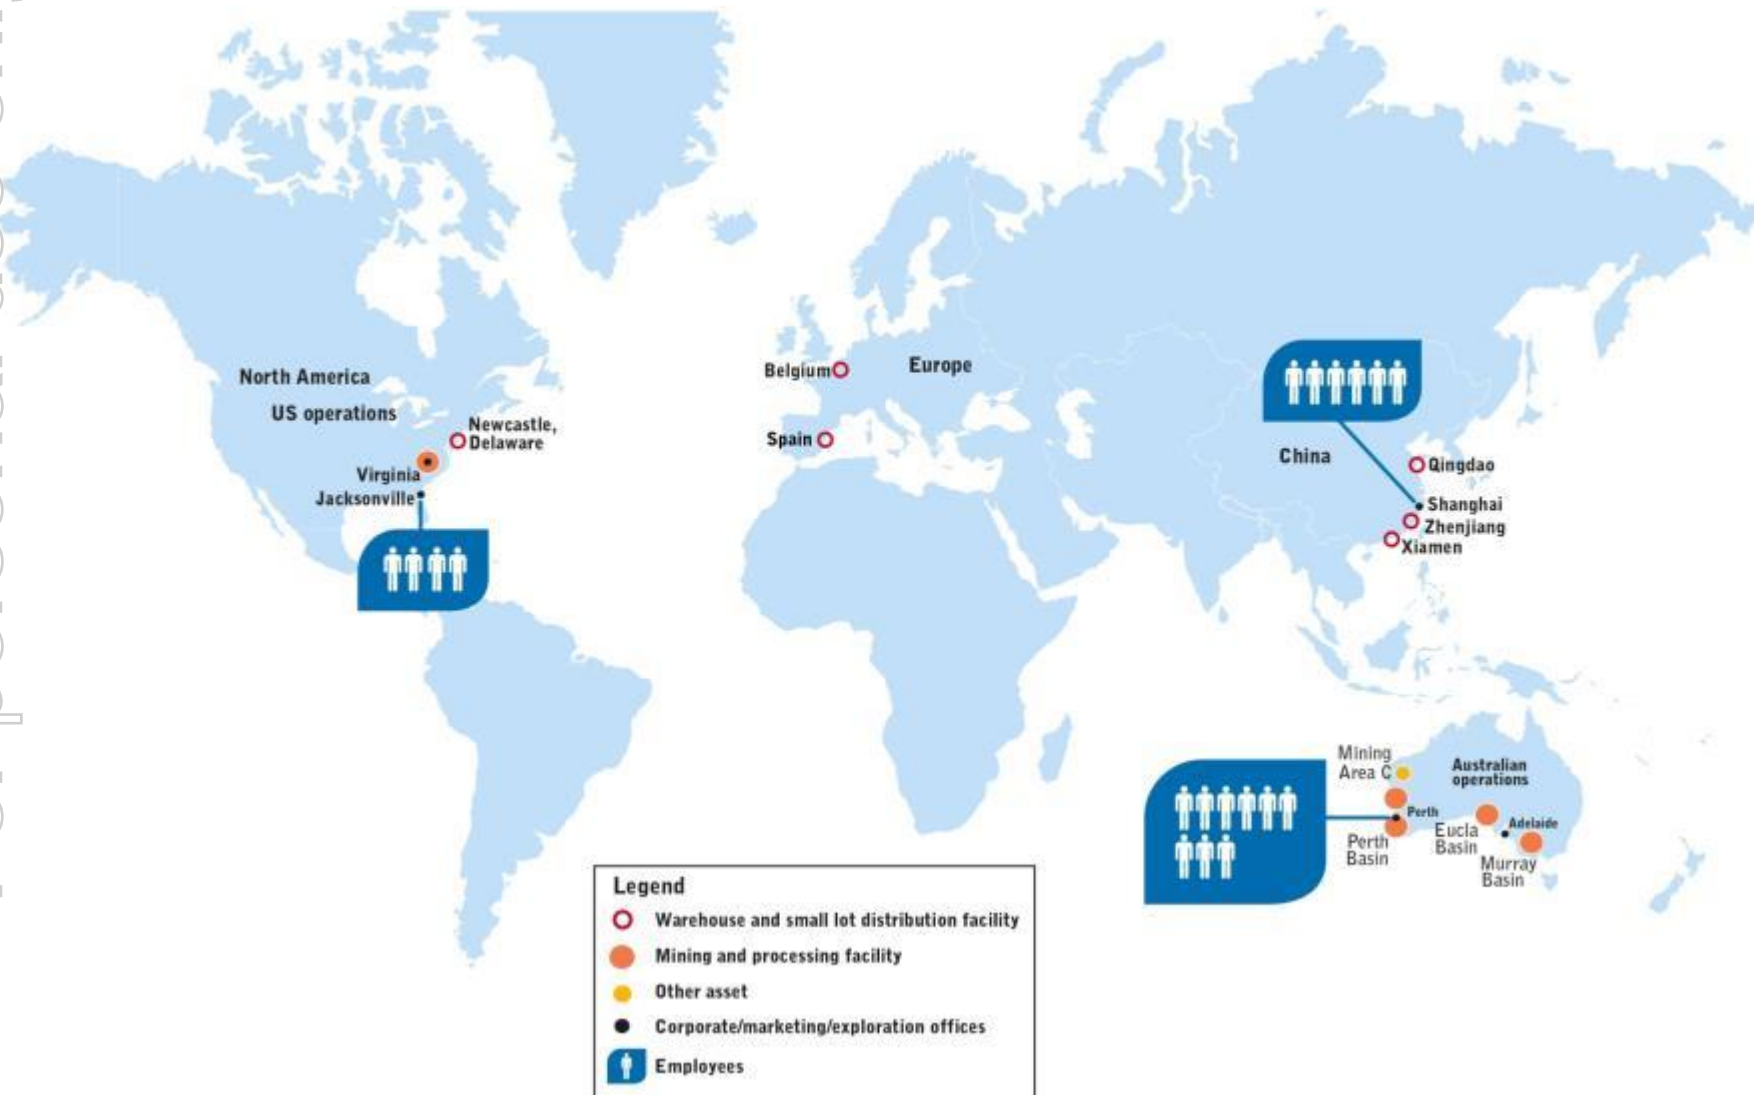 North America
US operations
Newcastle,
Delaware
Virginia
Jacksonville
Belgium
Europe
Spain
China
Qingdao
Shanghai
Zhenjiang
Xiamen
Mining
Area C
Australian
operations
Perth
Perth
Basin
Eucla
Basin
Adelaide
Murray
Basin
Legend
Warehouse and small lot distribution facility
Mining and processing facility
Other asset
Corporate/marketing/exploration offices
Employees